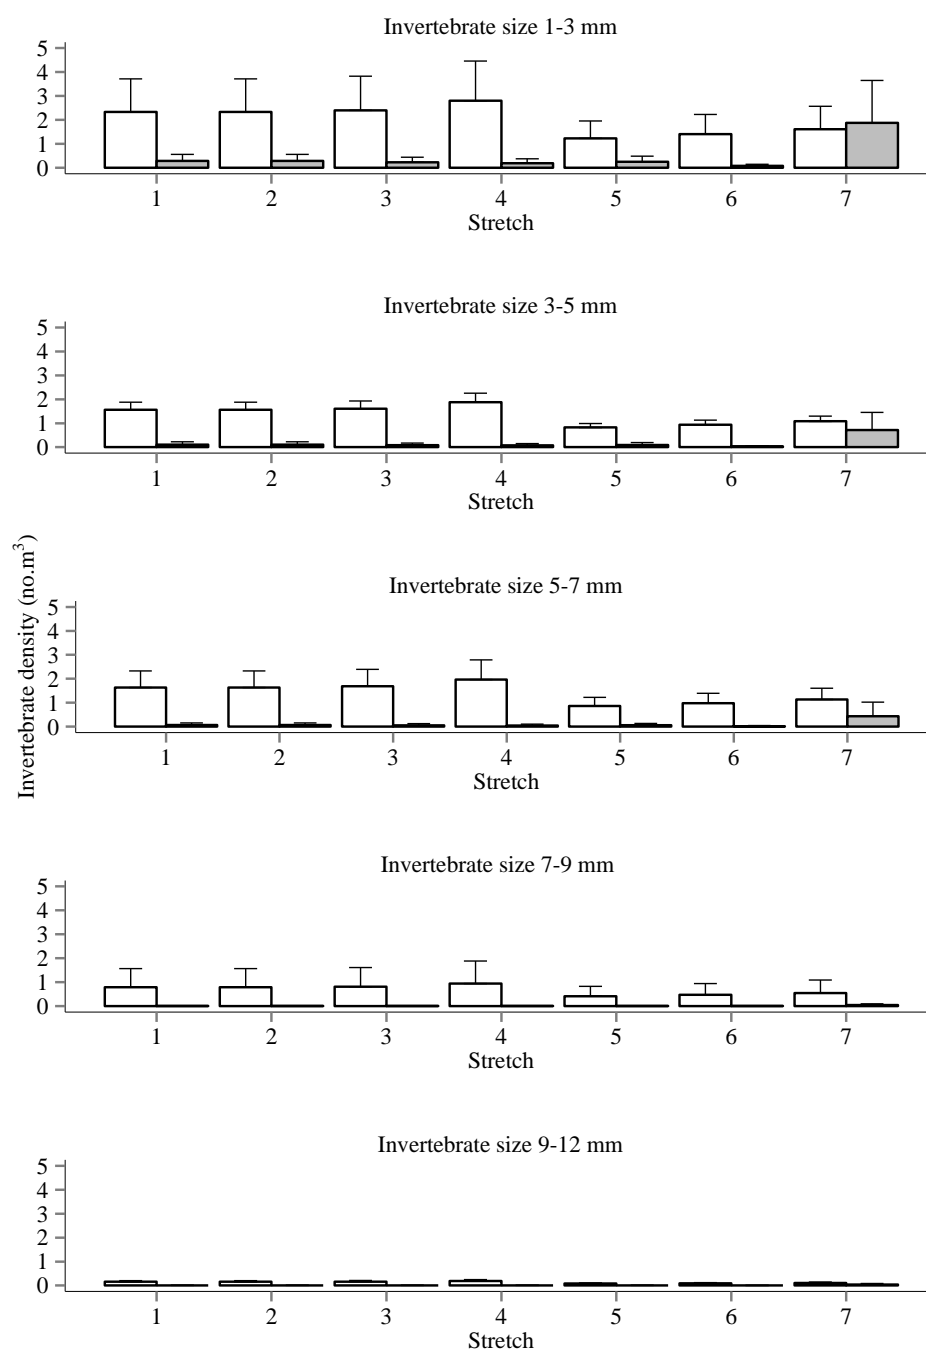 Invertebrate size 1-3 mm
5
4
3
2
1
0
1 2 3 4 5 6 7
Stretch
Invertebrate size 3-5 mm
5
4
3
2
1
0
1 2 3 4 5 6 7
Stretch
Invertebrate density (no.m³)
Invertebrate size 5-7 mm
5
4
3
2
1
0
1 2 3 4 5 6 7
Stretch
Invertebrate size 7-9 mm
5
4
3
2
1
0
1 2 3 4 5 6 7
Stretch
Invertebrate size 9-12 mm
5
4
3
2
1
0
1 2 3 4 5 6 7
Stretch